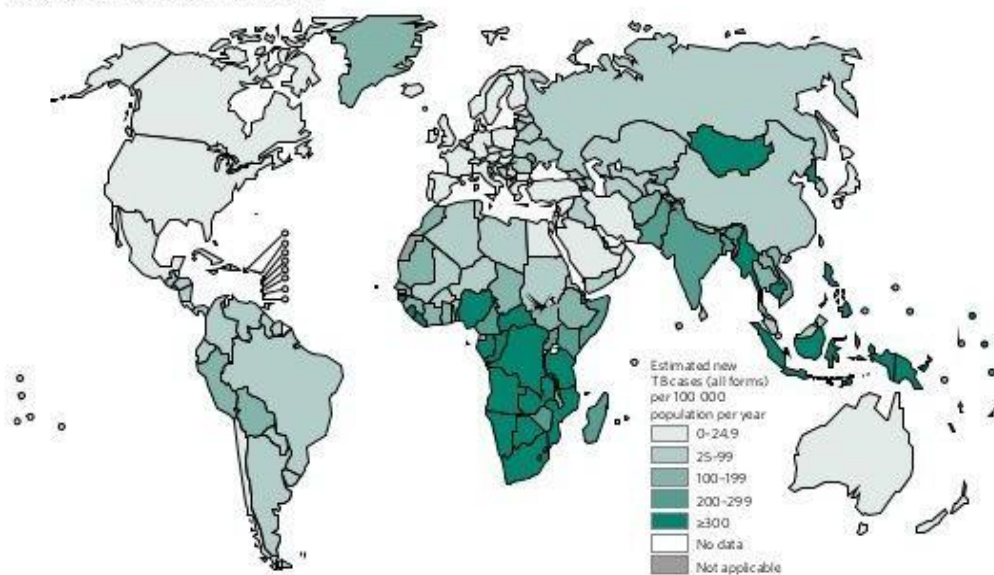 Estimated new
TB cases (all forms)
per 100 000
population per year
0–24.9
25–99
100–199
200–299
≥300
No data
Not applicable